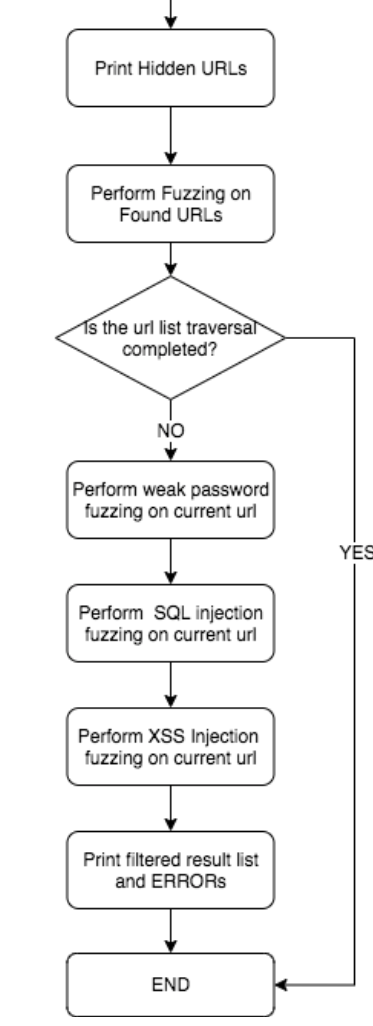 Print Hidden URLs
Perform Fuzzing on
Found URLs
Is the url list traversal
completed?
NO
Perform weak password
fuzzing on current url
YES
Perform SQL injection
fuzzing on current url
Perform XSS Injection
fuzzing on current url
Print filtered result list
and ERRORs
END